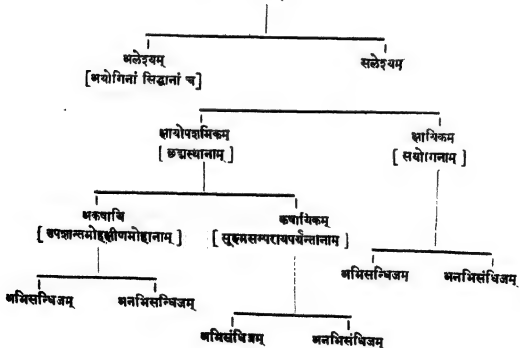 अलेश्यम्
[अयोगिनां सिद्धानां च]
सलेश्यम्
क्षायोपशमिकम्
[छद्मस्थानाम्]
क्षायिकम्
[सयोगिनाम्]
अकषायि
[उपशान्तमोहक्षीणमोहानाम्]
कषायिकम्
[सूक्ष्मसम्परायपर्यन्तानाम्]
अभिसन्धिजम्
अनभिसन्धिजम्
अभिसंधिजम्
अनभिसंधिजम्
अभिसंधिजम्
अनभिसंधिजम्